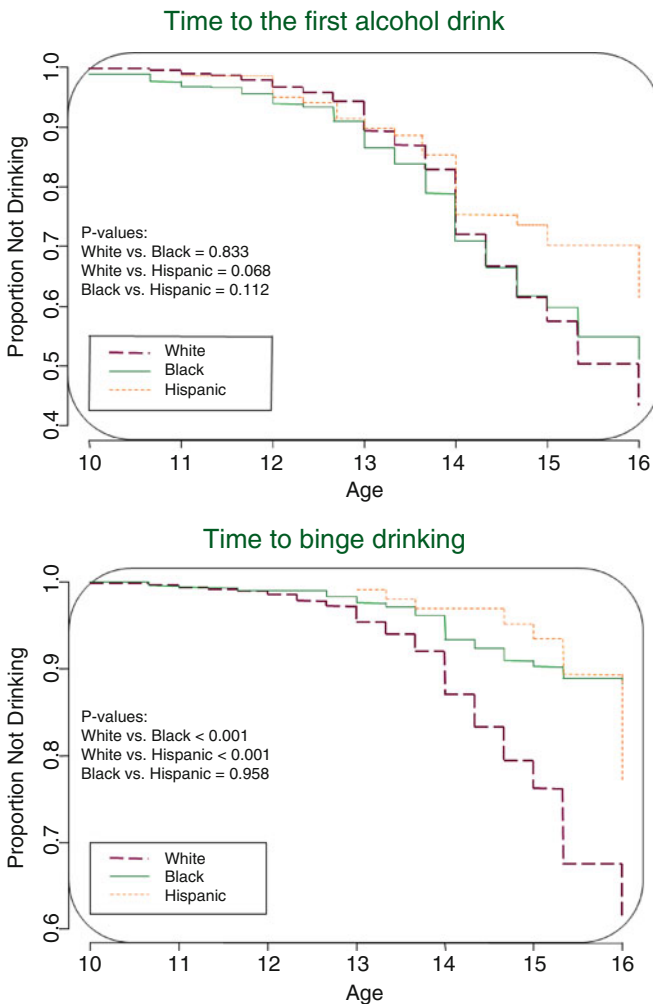 Time to the first alcohol drink
Proportion Not Drinking
1.0
0.9
0.8
0.7
0.6
0.5
0.4
P-values:
White vs. Black = 0.833
White vs. Hispanic = 0.068
Black vs. Hispanic = 0.112
White
Black
Hispanic
10 11 12 13 14 15 16
Age
Time to binge drinking
Proportion Not Drinking
1.0
0.9
0.8
0.7
0.6
P-values:
White vs. Black < 0.001
White vs. Hispanic < 0.001
Black vs. Hispanic = 0.958
White
Black
Hispanic
10 11 12 13 14 15 16
Age